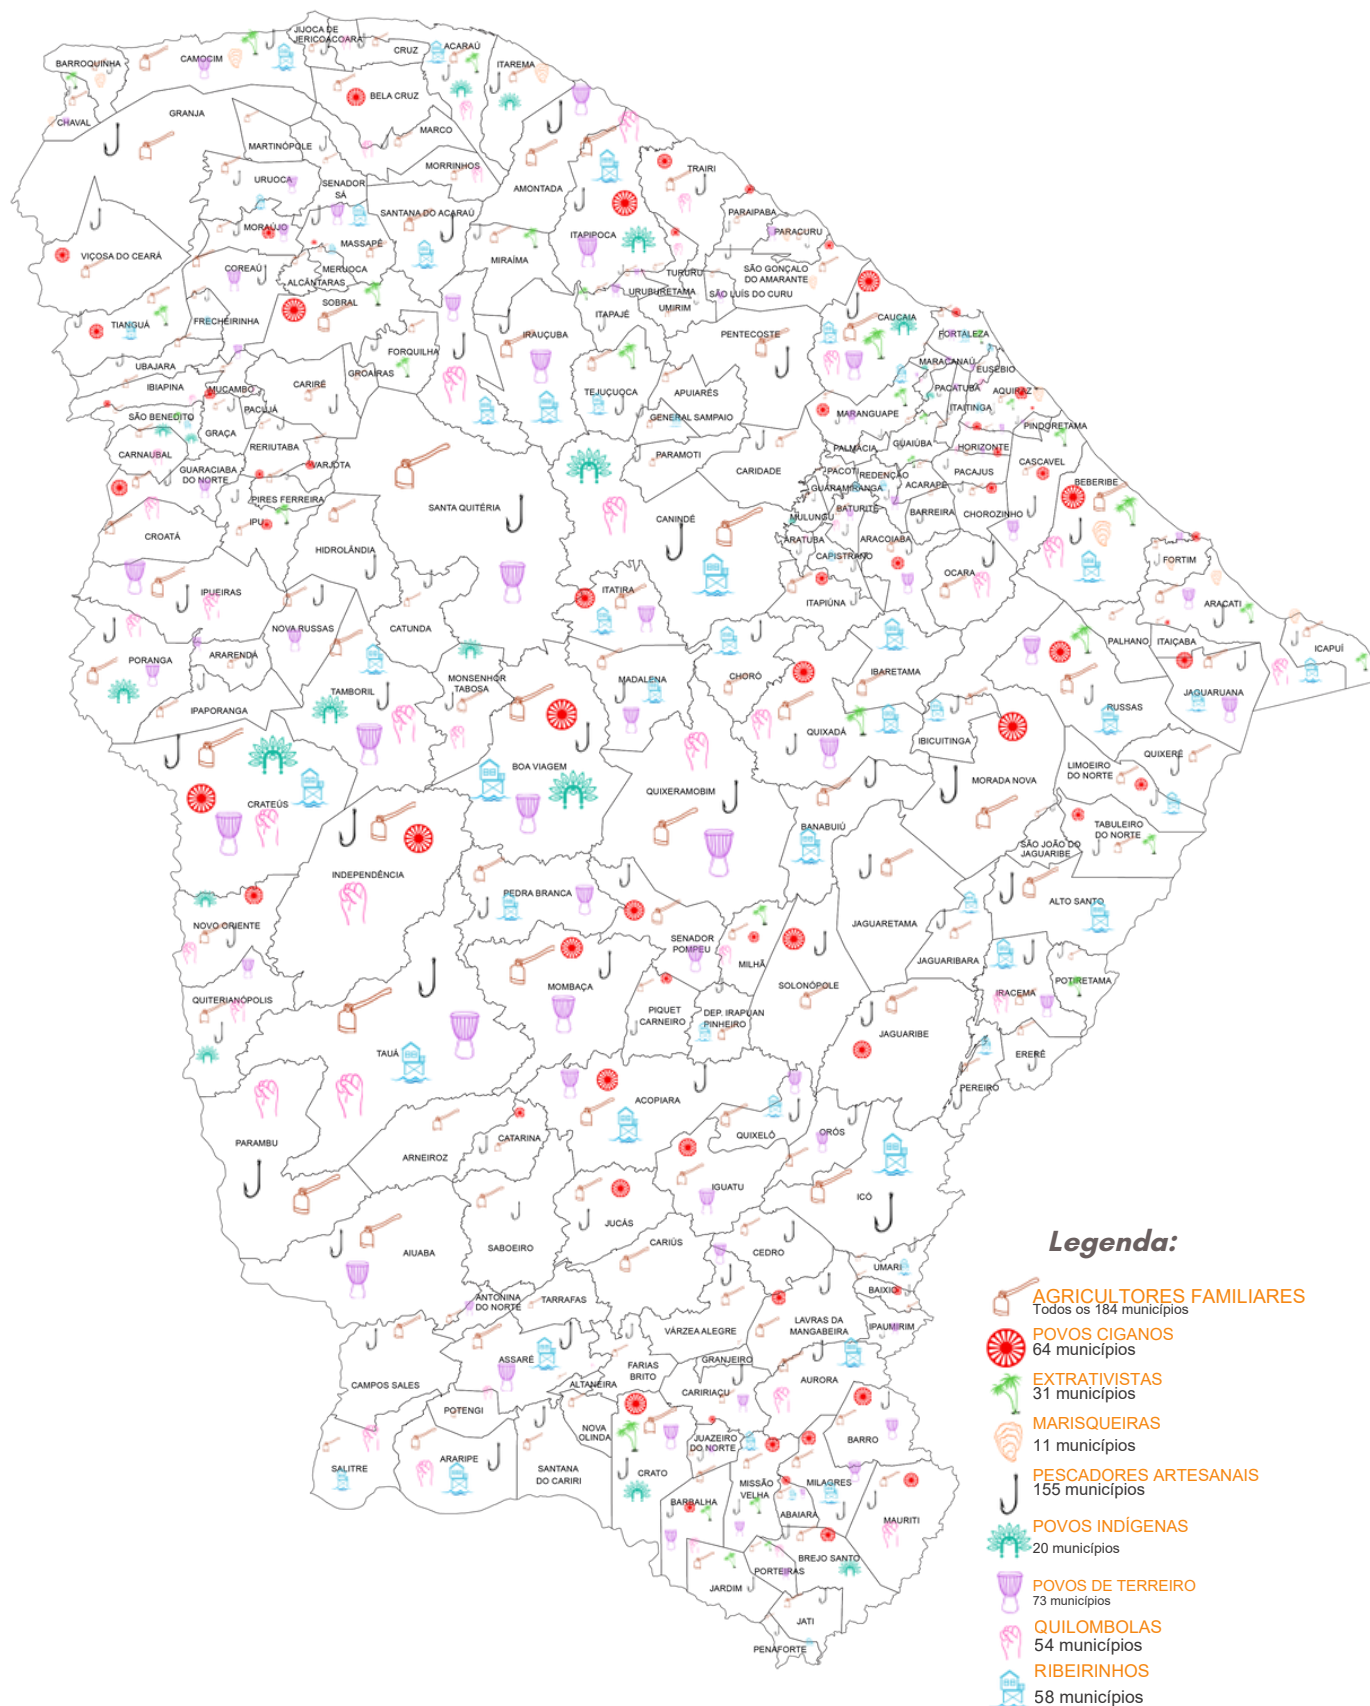 JIJOCA DE
JERICOACOARA
CRUZ
ACARAÚ
BARROQUINHA
CAMOCIM
ITAREMA
BELA CRUZ
GRANJA
CHAVAL
MARCO
MARTINÓPOLE
MORRINHOS
TRAIRI
URUOCA
SENADOR
SÁ
AMONTADA
SANTANA DO ACARAÚ
PARAIPABA
MORAÚJO
ITAPIPOCA
PARACURU
MASSAPÊ
VIÇOSA DO CEARÁ
MIRAÍMA
COREAÚ
MERUOCA
TURURU
SÃO GONÇALO
DO AMARANTE
ALCÂNTARAS
URUBURETAMA
SÃO LUÍS DO CURU
SOBRAL
UMIRIM
ITAPAJÉ
CAUCAIA
TIANGUÁ
FRECHEIRINHA
IRAUÇUBA
PENTECOSTE
FORTALEZA
FORQUILHA
UBAJARA
MARACANAÚ
EUSÉBIO
GROAÍRAS
IBIAPINA
MUCAMBO
CARIRÉ
TEJUÇUOCA
APUIARÉS
PACATUBA
AQUIRAZ
PACUJÁ
ITAITINGA
SÃO BENEDITO
GENERAL SAMPAIO
MARANGUAPE
PINDORETAMA
GRAÇA
GUAIÚBA
RERIUTABA
PALMÁCIA
HORIZONTE
CARNAUBAL
PARAMOTI
CASCAVEL
VARJOTA
GUARACIABA
DO NORTE
CARIDADE
PACOTI
REDENÇÃO
PACAJUS
BEBERIBE
ACARAPE
GUARAMIRANGA
PIRES FERREIRA
SANTA QUITÉRIA
BATURITÉ
BARREIRA
CHOROZINHO
MULUNGU
CANINDÉ
IPU
CROATÁ
ARATUBA
ARACOIABA
HIDROLÂNDIA
CAPISTRANO
FORTIM
OCARA
IPUEIRAS
ITATIRA
ITAPIÚNA
ARACATI
NOVA RUSSAS
CATUNDA
PALHANO
ITAIÇABA
ICAPUÍ
ARARENDÁ
PORANGA
IBARETAMA
MONSENHOR
TABOSA
MADALENA
CHORÓ
TAMBORIL
JAGUARUANA
RUSSAS
IPAPORANGA
QUIXADÁ
IBICUITINGA
QUIXERÉ
BOA VIAGEM
LIMOEIRO
DO NORTE
MORADA NOVA
QUIXERAMOBIM
CRATEÚS
TABULEIRO
DO NORTE
BANABUIÚ
SÃO JOÃO DO
JAGUARIBE
INDEPENDÊNCIA
PEDRA BRANCA
ALTO SANTO
NOVO ORIENTE
JAGUARETAMA
SENADOR
POMPEU
JAGUARIBARA
MILHÃ
POTIRETAMA
MOMBAÇA
SOLONÓPOLE
IRACEMA
QUITERIANÓPOLIS
PIQUET
CARNEIRO
DEP. IRAPUAN
PINHEIRO
JAGUARIBE
TAUÁ
ERERÊ
PEREIRO
ACOPIARA
ORÓS
QUIXELÔ
CATARINA
PARAMBU
ARNEIROZ
IGUATU
ICÓ
JUCÁS
CARIÚS
SABOEIRO
CEDRO
AIUABA
UMARI
BAIXIO
ANTONINA
DO NORTE
TARRAFAS
LAVRAS DA
MANGABEIRA
IPAUMIRIM
VÁRZEA ALEGRE
ASSARÉ
GRANJEIRO
FARIAS
BRITO
AURORA
CAMPOS SALES
ALTANEIRA
CARIRIAÇU
POTENGI
NOVA
OLINDA
JUAZEIRO
DO NORTE
BARRO
SALITRE
ARARIPE
SANTANA
DO CARIRI
CRATO
MISSÃO
VELHA
MILAGRES
BARBALHA
ABAIARA
MAURITI
BREJO SANTO
PORTEIRAS
JARDIM
JATI
PENAFORTE
Legenda:
AGRICULTORES FAMILIARES
Todos os 184 municípios
POVOS CIGANOS
64 municípios
EXTRATIVISTAS
31 municípios
MARISQUEIRAS
11 municípios
PESCADORES ARTESANAIS
155 municípios
POVOS INDÍGENAS
20 municípios
POVOS DE TERREIRO
73 municípios
QUILOMBOLAS
54 municípios
RIBEIRINHOS
58 municípios